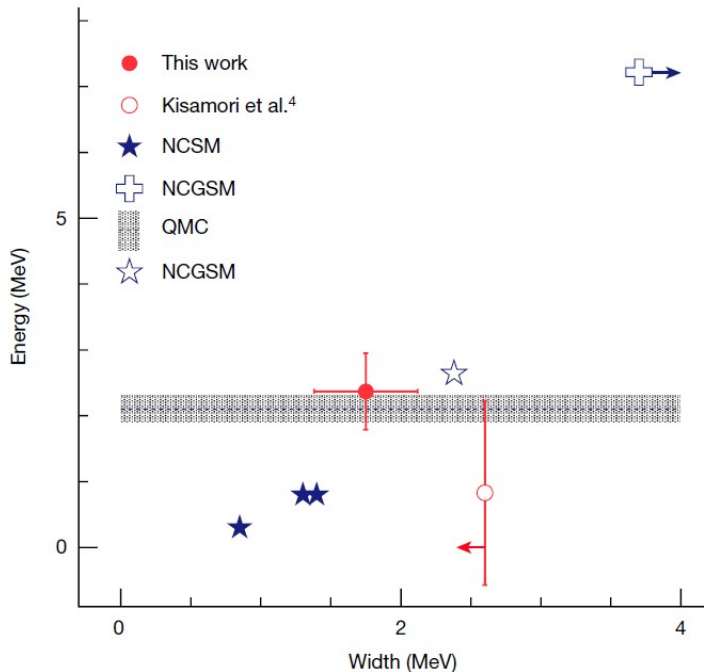 This work
Kisamori et al.⁴
NCSM
NCGSM
QMC
NCGSM
5
0
Energy (MeV)
0
2
4
Width (MeV)